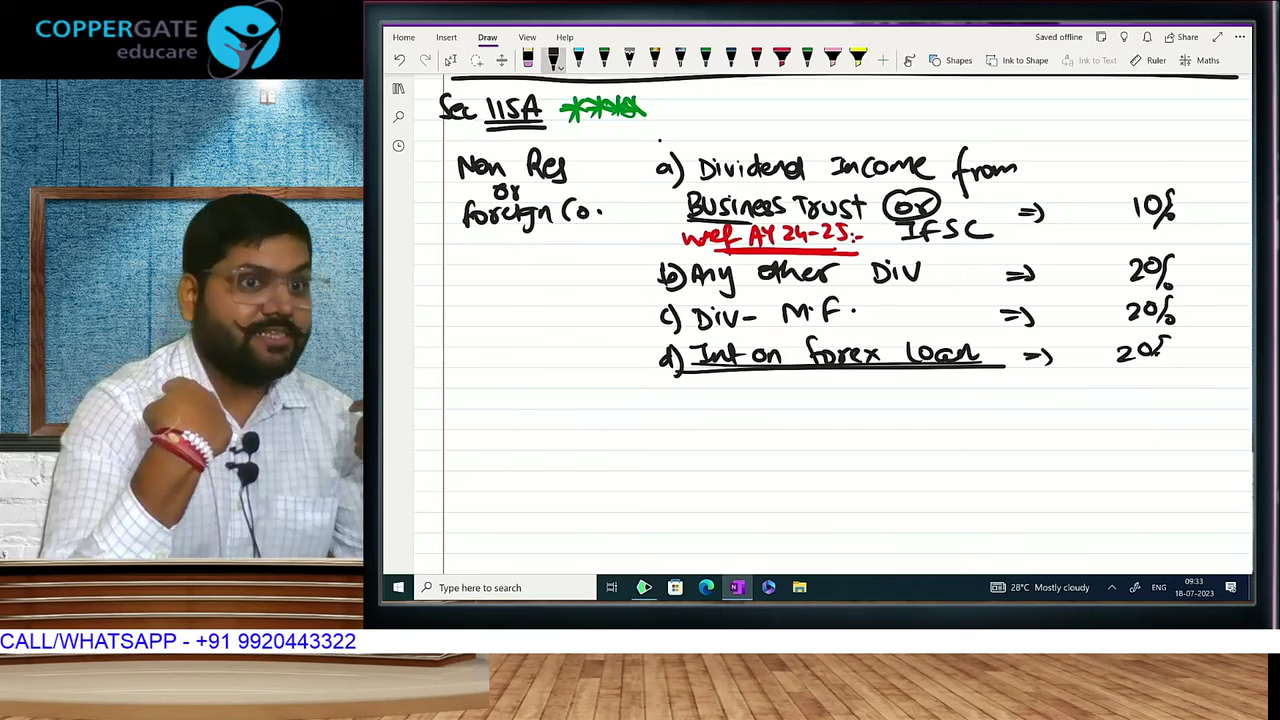 COPPERGATE
educare
Home Insert Draw View Help
Saved offline
Share
Shapes
Ink to Shape
Ink to Text
Ruler
Maths
Sec 115A
Non Res
or
foreign Co.
a) Dividend Income from
Business Trust or => 10%
wef AY 24-25:- IFSC
b) Any other Div => 20%
c) Div- M.F. => 20%
d) Int on forex loan => 20%
Type here to search
28°C Mostly cloudy
ENG
09:33
18-07-2023
CALL/WHATSAPP - +91 9920443322